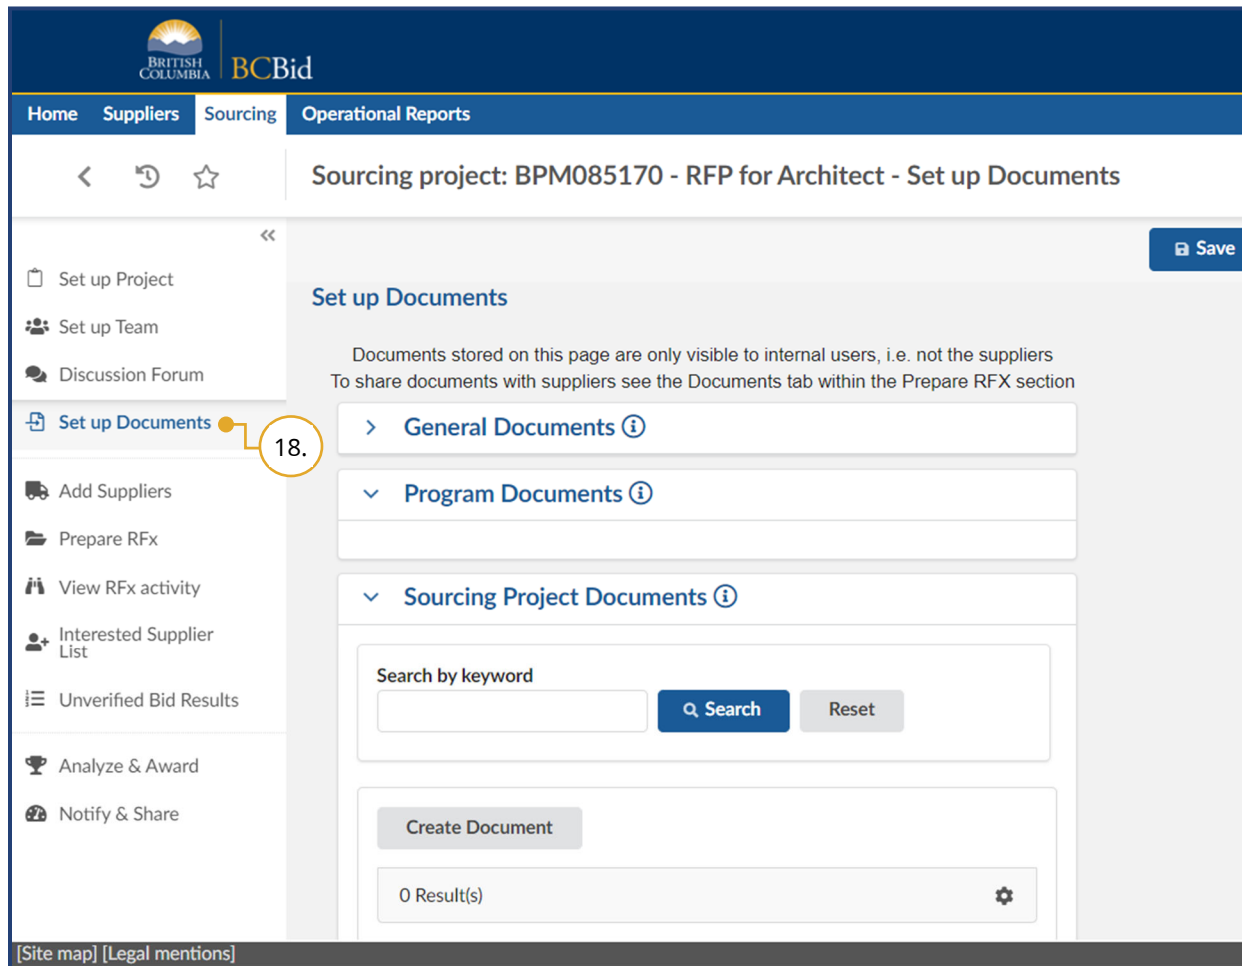 BRITISH
COLUMBIA
BCBid
Home Suppliers Sourcing Operational Reports
Sourcing project: BPM085170 - RFP for Architect - Set up Documents
Save
Set up Project
Set up Team
Discussion Forum
Set up Documents
18.
Add Suppliers
Prepare RFx
View RFx activity
Interested Supplier
List
Unverified Bid Results
Analyze & Award
Notify & Share
Set up Documents
Documents stored on this page are only visible to internal users, i.e. not the suppliers
To share documents with suppliers see the Documents tab within the Prepare RFX section
General Documents
Program Documents
Sourcing Project Documents
Search by keyword
Search Reset
Create Document
0 Result(s)
[Site map] [Legal mentions]